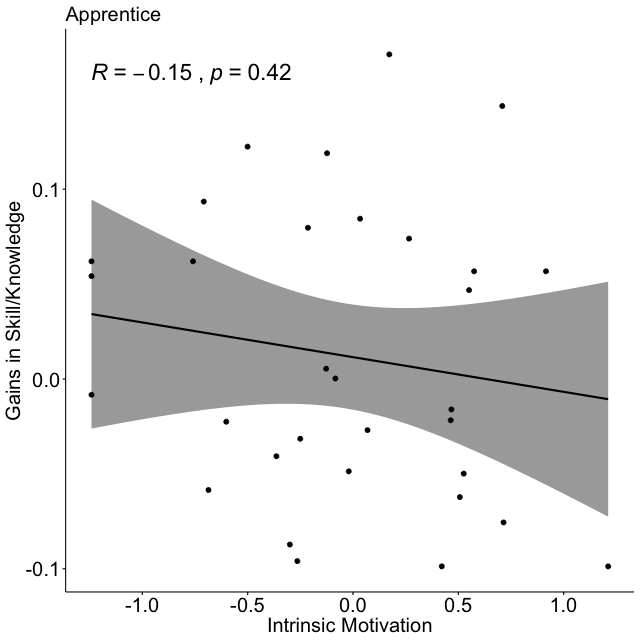 Apprentice
R = −0.15 , p = 0.42
Gains in Skill/Knowledge
0.1
0.0
-0.1
-1.0 -0.5 0.0 0.5 1.0
Intrinsic Motivation